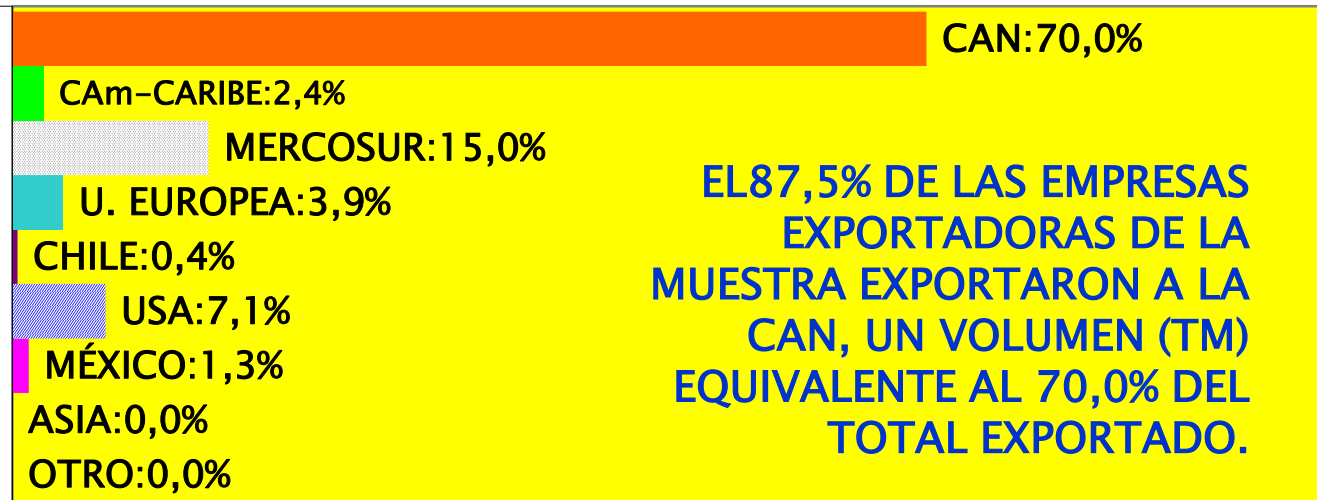 CAN:70,0%
CAm-CARIBE:2,4%
MERCOSUR:15,0%
U. EUROPEA:3,9%
CHILE:0,4%
USA:7,1%
MÉXICO:1,3%
ASIA:0,0%
OTRO:0,0%
EL87,5% DE LAS EMPRESAS
EXPORTADORAS DE LA
MUESTRA EXPORTARON A LA
CAN, UN VOLUMEN (TM)
EQUIVALENTE AL 70,0% DEL
TOTAL EXPORTADO.